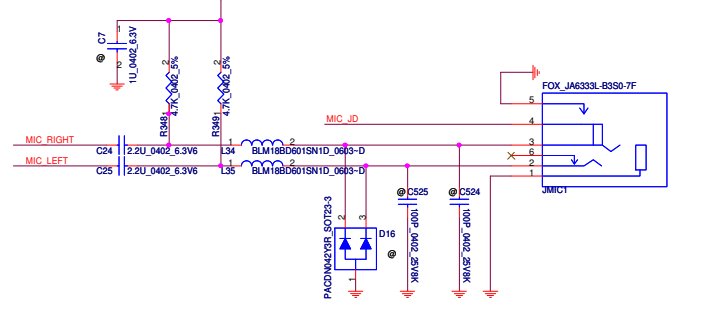 C7
1
@
2
1U_0402_6.3V
2
4.7K_0402_5%
R348
1
2
4.7K_0402_5%
R349
1
FOX_JA6333L-B3S0-7F
5
4
3
6
2
1
JMIC1
MIC_JD
MIC_RIGHT
C24
2.2U_0402_6.3V6
L34
1
2
BLM18BD601SN1D_0603~D
MIC_LEFT
C25
2.2U_0402_6.3V6
L35
1
2
BLM18BD601SN1D_0603~D
PACDN042Y3R_SOT23-3
2
3
D16
@
1
@
C525
100P_0402_25V8K
@
C524
100P_0402_25V8K